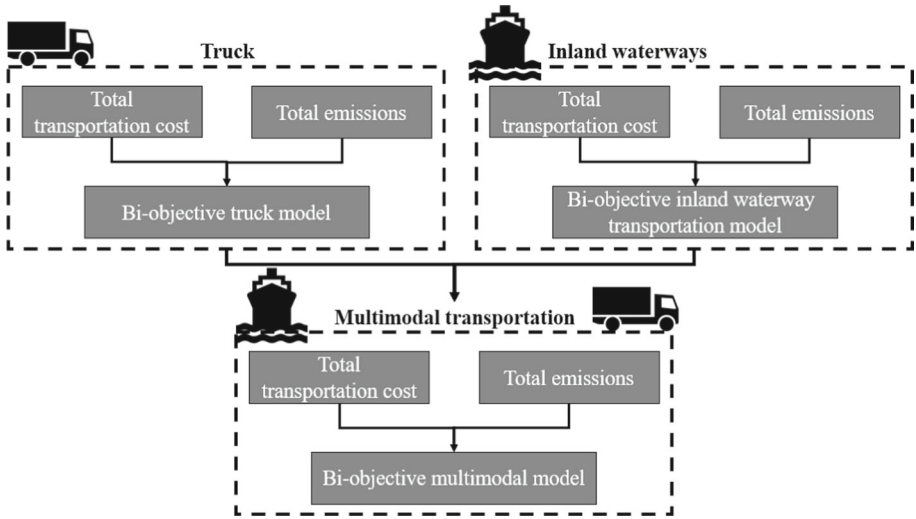 Truck
Total
transportation cost
Total emissions
Bi-objective truck model
Inland waterways
Total
transportation cost
Total emissions
Bi-objective inland waterway
transportation model
Multimodal transportation
Total
transportation cost
Total emissions
Bi-objective multimodal model